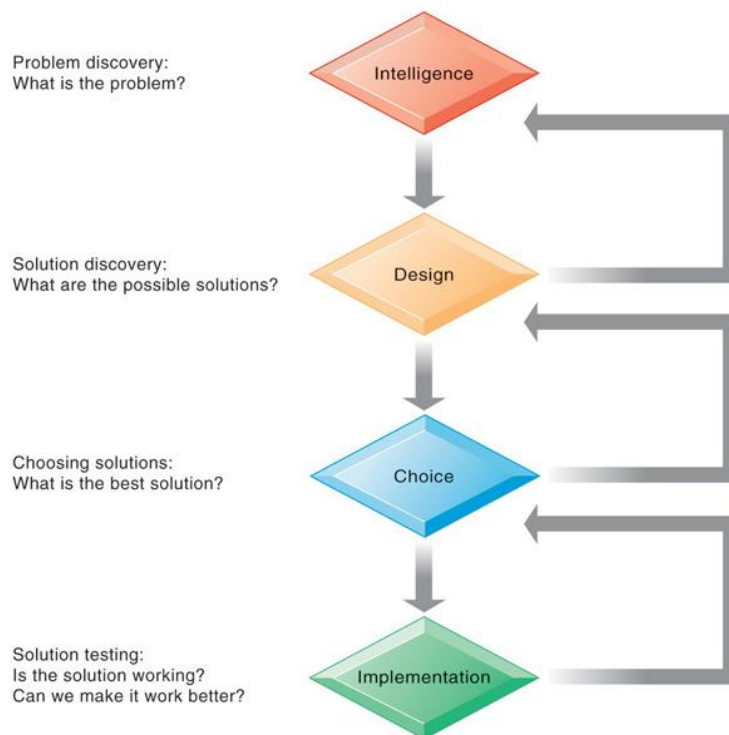 Problem discovery:
What is the problem?
Intelligence
Solution discovery:
What are the possible solutions?
Design
Choosing solutions:
What is the best solution?
Choice
Solution testing:
Is the solution working?
Can we make it work better?
Implementation